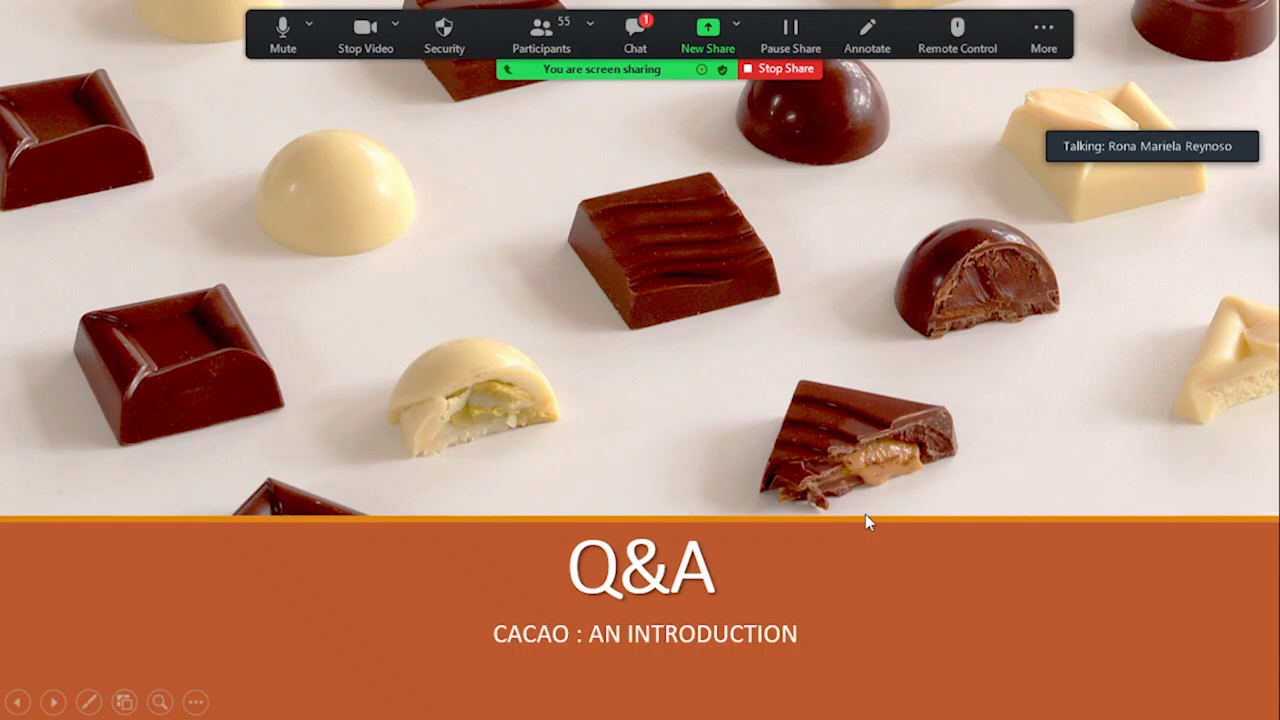 55
1
Mute
Stop Video
Security
Participants
Chat
New Share
Pause Share
Annotate
Remote Control
More
You are screen sharing
Stop Share
Talking: Rona Mariela Reynoso
Q&A
CACAO : AN INTRODUCTION